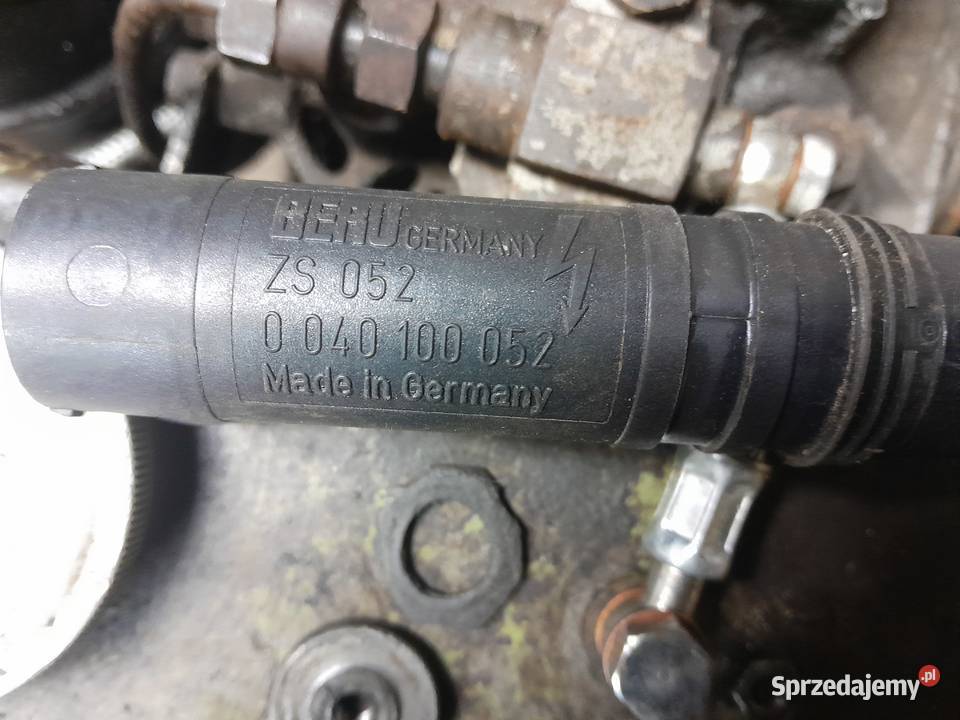 BERU GERMANY
ZS 052
0 040 100 052
Made in Germany
Sprzedajemy.pl